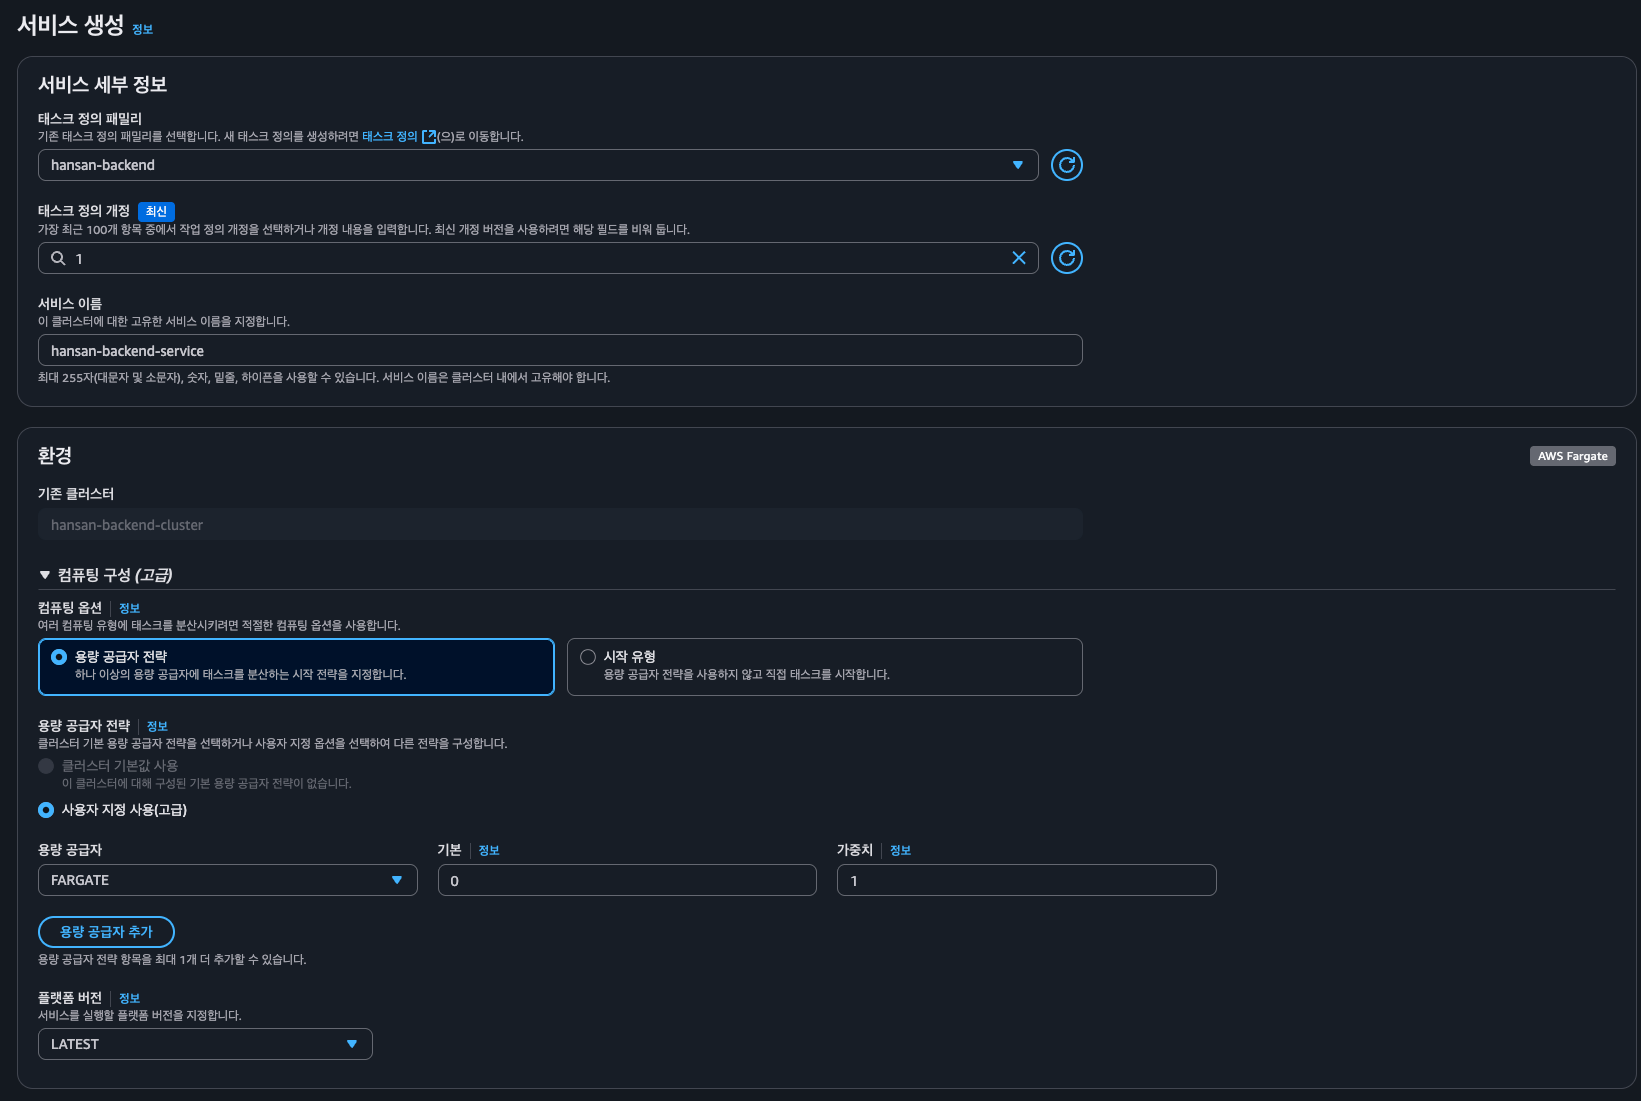 서비스 생성 정보
서비스 세부 정보
태스크 정의 패밀리
기존 태스크 정의 패밀리를 선택합니다. 새 태스크 정의를 생성하려면 태스크 정의 (으)로 이동합니다.
hansan-backend
태스크 정의 개정 최신
가장 최근 100개 항목 중에서 작업 정의 개정을 선택하거나 개정 내용을 입력합니다. 최신 개정 버전을 사용하려면 해당 필드를 비워 둡니다.
1
서비스 이름
이 클러스터에 대한 고유한 서비스 이름을 지정합니다.
hansan-backend-service
최대 255자(대문자 및 소문자), 숫자, 밑줄, 하이픈을 사용할 수 있습니다. 서비스 이름은 클러스터 내에서 고유해야 합니다.
환경 AWS Fargate
기존 클러스터
hansan-backend-cluster
컴퓨팅 구성 (고급)
컴퓨팅 옵션 정보
여러 컴퓨팅 유형에 태스크를 분산시키려면 적절한 컴퓨팅 옵션을 사용합니다.
용량 공급자 전략
하나 이상의 용량 공급자에 태스크를 분산하는 시작 전략을 지정합니다.
시작 유형
용량 공급자 전략을 사용하지 않고 직접 태스크를 시작합니다.
용량 공급자 전략 정보
클러스터 기본 용량 공급자 전략을 선택하거나 사용자 지정 옵션을 선택하여 다른 전략을 구성합니다.
클러스터 기본값 사용
이 클러스터에 대해 구성된 기본 용량 공급자 전략이 없습니다.
사용자 지정 사용(고급)
용량 공급자 기본 정보 가중치 정보
FARGATE 0 1
용량 공급자 추가
용량 공급자 전략 항목을 최대 1개 더 추가할 수 있습니다.
플랫폼 버전 정보
서비스를 실행할 플랫폼 버전을 지정합니다.
LATEST